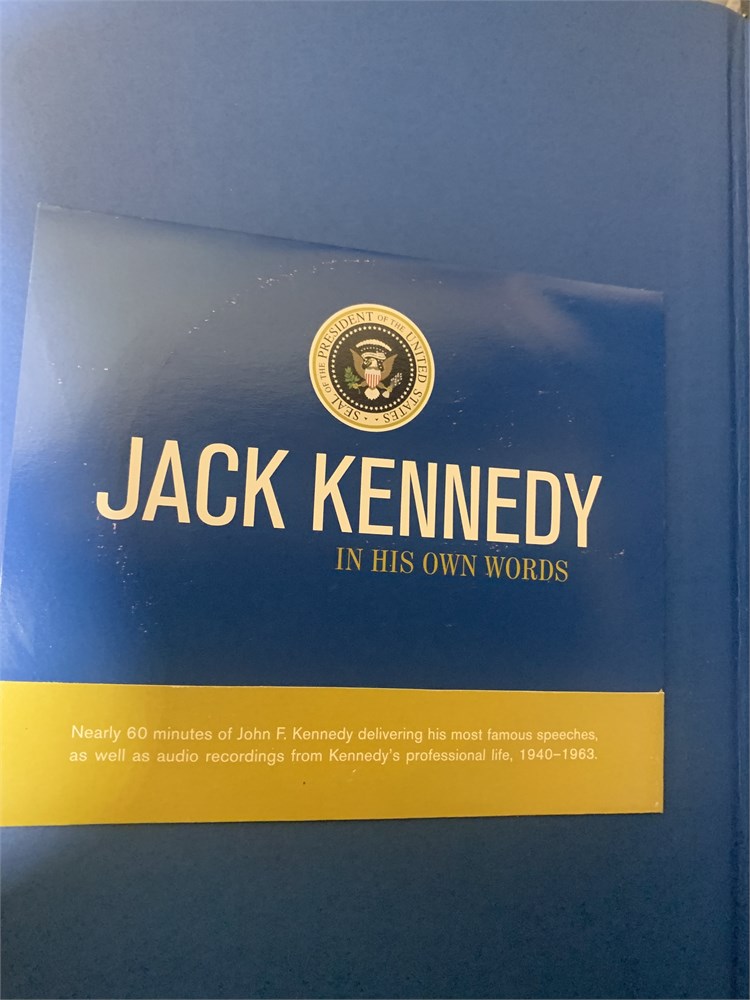 SEAL OF THE PRESIDENT OF THE UNITED STATES
JACK KENNEDY
IN HIS OWN WORDS
Nearly 60 minutes of John F. Kennedy delivering his most famous speeches,
as well as audio recordings from Kennedy's professional life, 1940–1963.